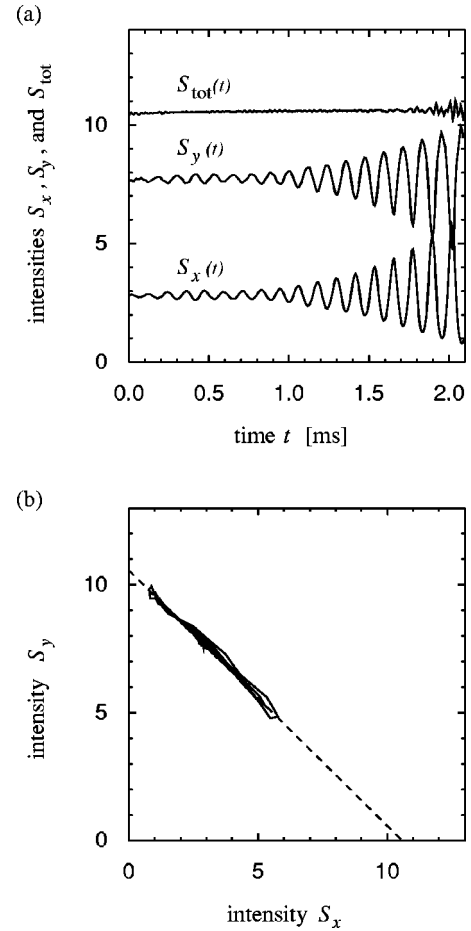 (a)
intensities S_x, S_y, and S_tot
S_tot(t)
S_y(t)
S_x(t)
10
5
0
0.0 0.5 1.0 1.5 2.0
time t [ms]
(b)
intensity S_y
10
5
0
0 5 10
intensity S_x